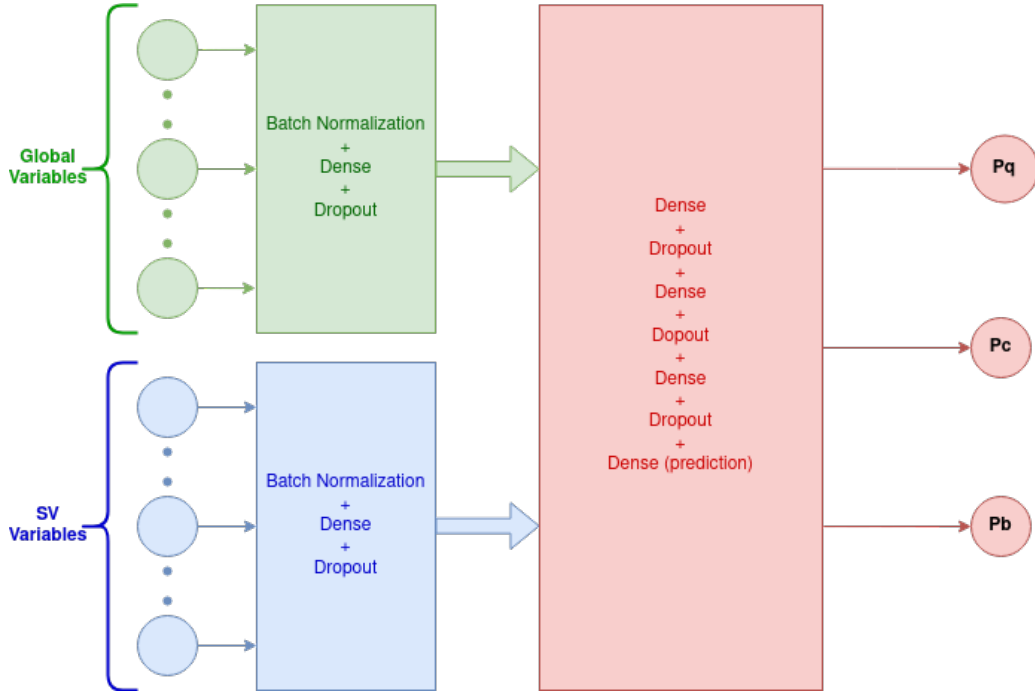 Global
Variables
Batch Normalization
+
Dense
+
Dropout
SV
Variables
Batch Normalization
+
Dense
+
Dropout
Dense
+
Dropout
+
Dense
+
Dopout
+
Dense
+
Dropout
+
Dense (prediction)
Pq
Pc
Pb